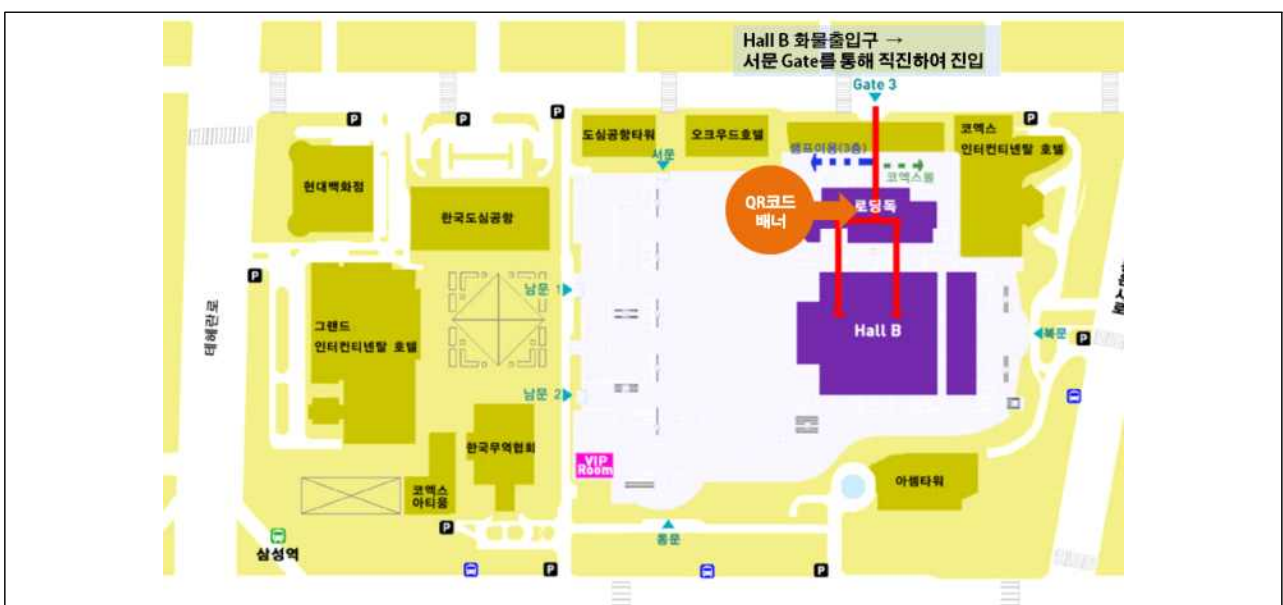 Hall B 화물출입구 →
서문 Gate를 통해 직진하여 진입
Gate 3
P
P
P
P
도심공항타워
오크우드호텔
코엑스
인터컨티넨탈 호텔
서문
램프이용(3층)
코엑스몰
현대백화점
한국도심공항
QR코드
배너
로딩독
P
남문 1
테헤란로
그랜드
인터컨티넨탈 호텔
Hall B
북문
P
남문 2
한국무역협회
VIP
Room
코엑스
아티움
아셈타워
P
삼성역
동문
P
P